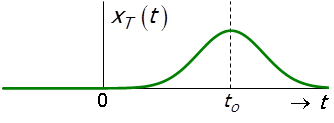 x_T (t)
0
t_o
→ t